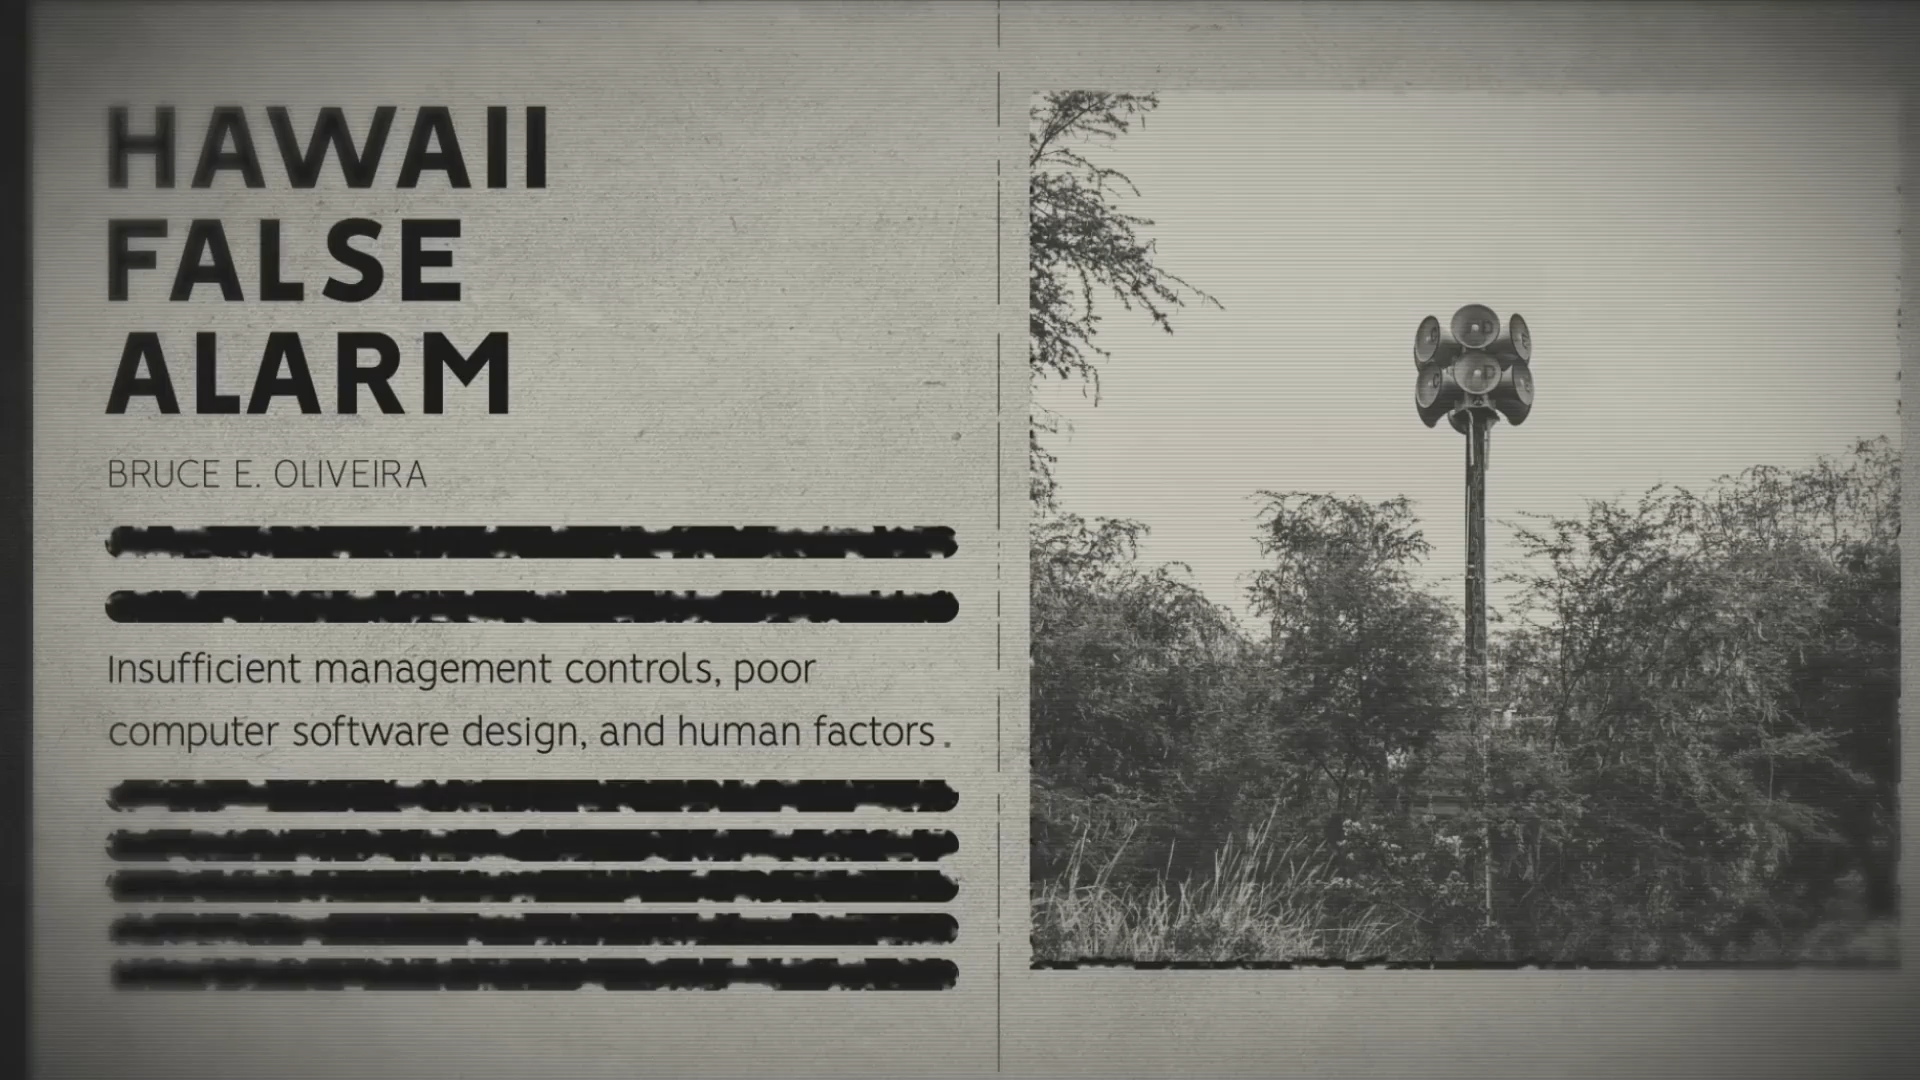 HAWAII
FALSE
ALARM
BRUCE E. OLIVEIRA
Insufficient management controls, poor
computer software design, and human factors.